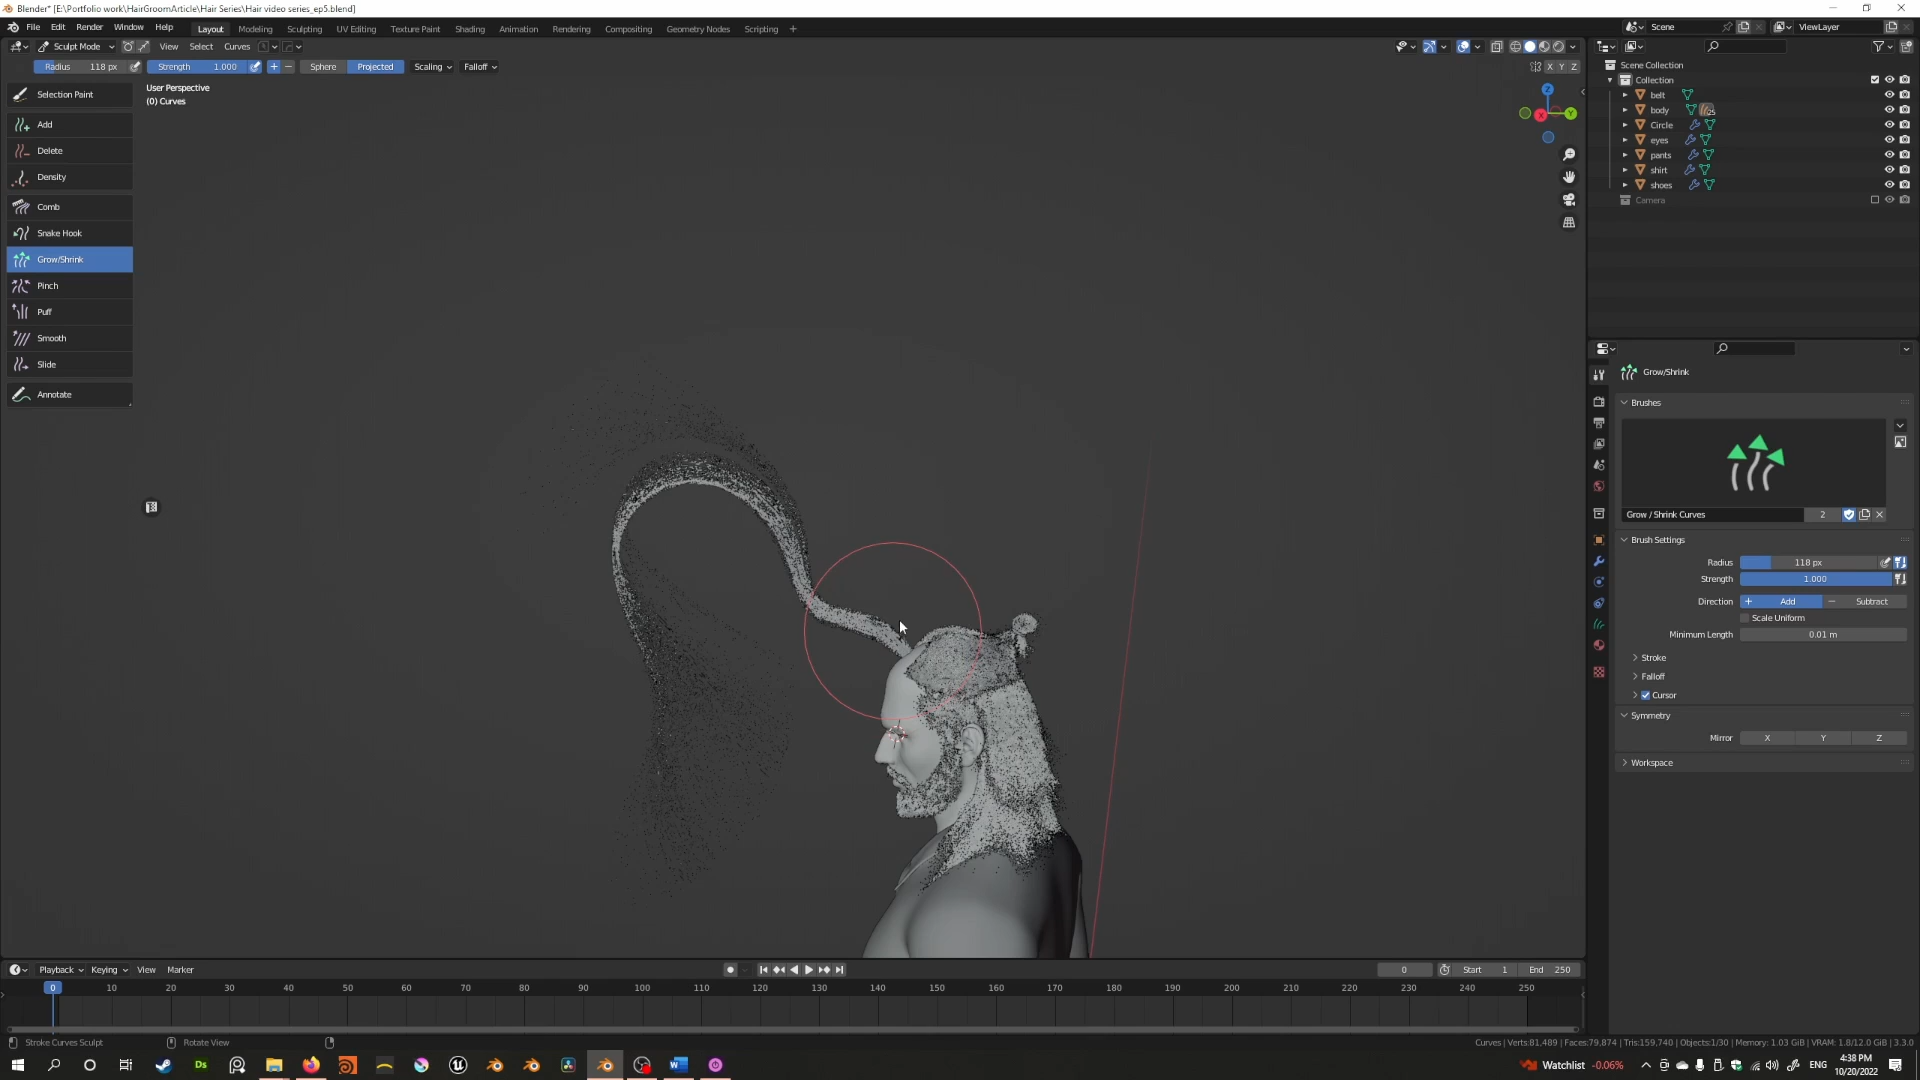 Blender* [E:\Portfolio work\HairGroomArticle\Hair Series\Hair video series_ep5.blend]
File Edit Render Window Help Layout Modeling Sculpting UV Editing Texture Paint Shading Animation Rendering Compositing Geometry Nodes Scripting + Scene ViewLayer
Sculpt Mode View Select Curves
Radius 118 px Strength 1.000 + − Sphere Projected Scaling Falloff X Y Z
Scene Collection
Collection
belt
body 25
Circle
eyes
pants
shirt
shoes
Camera
User Perspective
(0) Curves
Z
X Y
Selection Paint
Add
Delete
Density
Comb
Snake Hook
Grow/Shrink
Pinch
Puff
Smooth
Slide
Annotate
Grow/Shrink
Brushes
Grow / Shrink Curves 2
Brush Settings
Radius 118 px
Strength 1.000
Direction + Add − Subtract
Scale Uniform
Minimum Length 0.01 m
Stroke
Falloff
Cursor
Symmetry
Mirror X Y Z
Workspace
Playback Keying View Marker 0 Start 1 End 250
0 10 20 30 40 50 60 70 80 90 100 110 120 130 140 150 160 170 180 190 200 210 220 230 240 250
Stroke Curves Sculpt Rotate View Curves | Verts:81,489 | Faces:79,874 | Tris:159,740 | Objects:1/30 | Memory: 1.03 GiB | VRAM: 1.8/12.0 GiB | 3.3.0
Ds W Watchlist -0.06% ENG 4:38 PM
10/20/2022